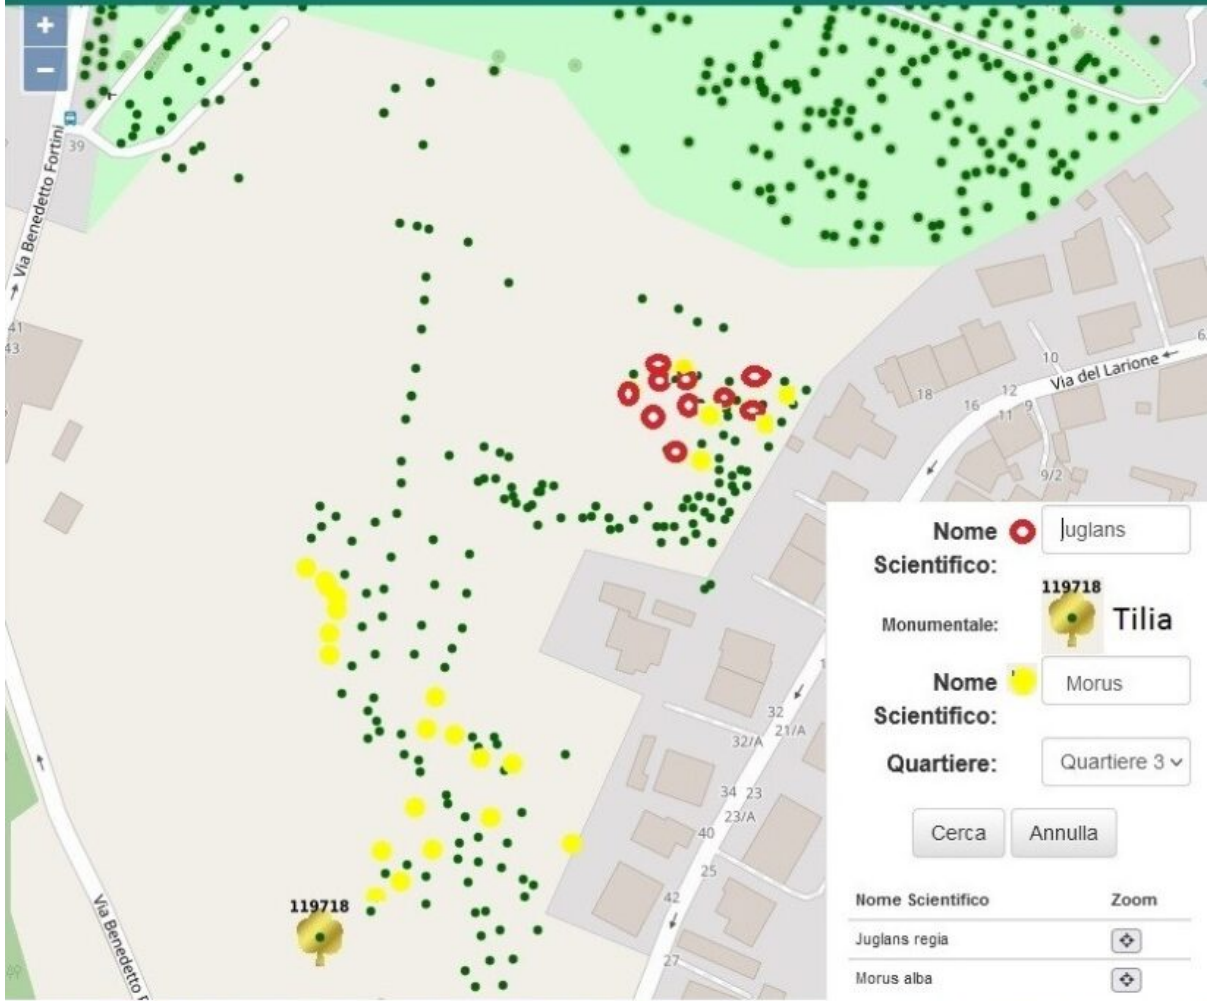 +
−
Via Benedetto Fortini
39
41
43
10
Via del Larione
6
18
12
16
9
11
9/2
Nome
Scientifico:
Juglans
119718
Monumentale:
Tilia
Nome
Scientifico:
Morus
Quartiere:
Quartiere 3
Cerca
Annulla
Nome Scientifico Zoom
Juglans regia
Morus alba
32
21/A
32/A
34 23
23/A
40
25
42
27
119718
Via Benedetto F